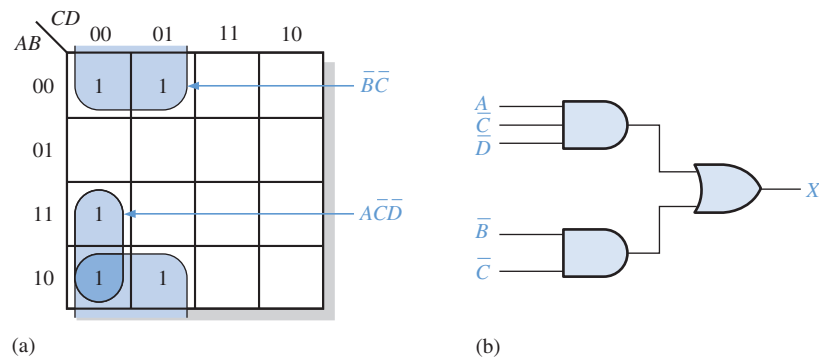 CD
AB
00 01 11 10
00 1 1 B̅C̅
01
11 1 AC̅D̅
10 1 1
(a)
A
C̅
D̅
B̅
C̅
X
(b)